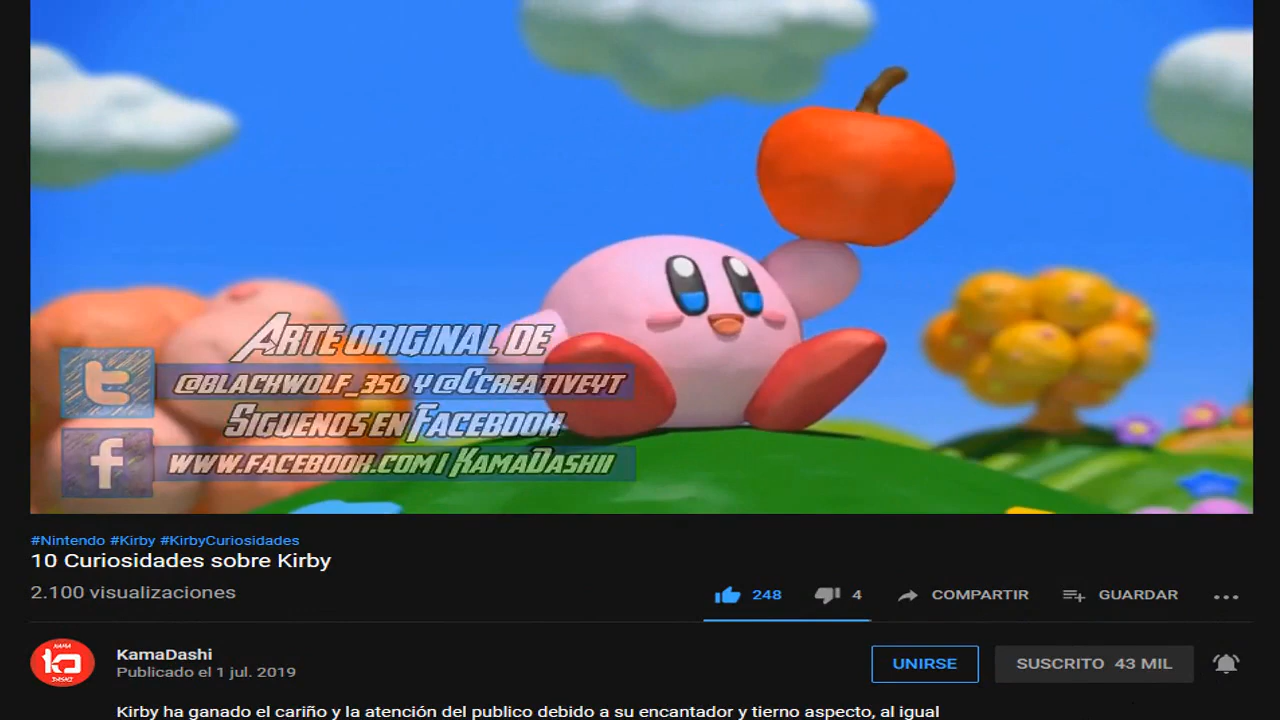 Arte original de
@blackwolf_350 y @Ccreativeyt
Siguenos en Facebook
www.facebook.com/KamaDashii
#Nintendo #Kirby #KirbyCuriosidades
10 Curiosidades sobre Kirby
2.100 visualizaciones
248
4
COMPARTIR
GUARDAR
KAMA
DASHI
KamaDashi
Publicado el 1 jul. 2019
UNIRSE
SUSCRITO 43 MIL
Kirby ha ganado el cariño y la atención del publico debido a su encantador y tierno aspecto, al igual